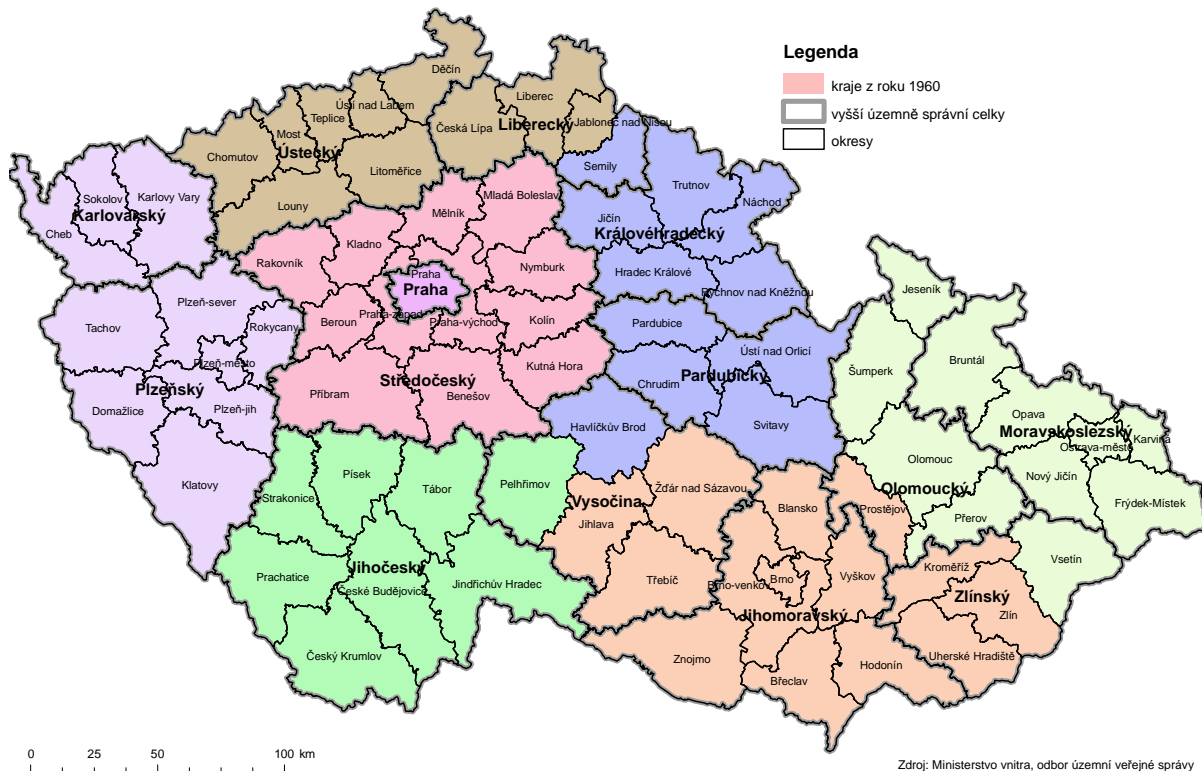 Legenda
kraje z roku 1960
vyšší územně správní celky
okresy
Děčín
Liberec
Ústí nad Labem
Teplice
Jablonec nad Nisou
Česká Lípa
Liberecký
Most
Ústecký
Chomutov
Litoměřice
Semily
Louny
Trutnov
Karlovy Vary
Sokolov
Karlovarský
Cheb
Mladá Boleslav
Mělník
Náchod
Jičín
Královéhradecký
Kladno
Rakovník
Nymburk
Hradec Králové
Rychnov nad Kněžnou
Praha
Praha
Jeseník
Plzeň-sever
Tachov
Rokycany
Beroun
Praha-západ
Praha-východ
Kolín
Pardubice
Ústí nad Orlicí
Bruntál
Plzeň-město
Kutná Hora
Šumperk
Plzeňský
Středočeský
Pardubický
Chrudim
Příbram
Benešov
Domažlice
Plzeň-jih
Havlíčkův Brod
Svitavy
Opava
Moravskoslezský
Karviná
Ostrava-město
Klatovy
Písek
Strakonice
Tábor
Pelhřimov
Žďár nad Sázavou
Vysočina
Jihlava
Blansko
Olomouc
Olomoucký
Prostějov
Přerov
Nový Jičín
Frýdek-Místek
Vsetín
Prachatice
Jihočeský
České Budějovice
Jindřichův Hradec
Třebíč
Brno-venkov
Brno
Vyškov
Kroměříž
Zlínský
Zlín
Jihomoravský
Český Krumlov
Znojmo
Břeclav
Hodonín
Uherské Hradiště
0 25 50 100 km
Zdroj: Ministerstvo vnitra, odbor územní veřejné správy